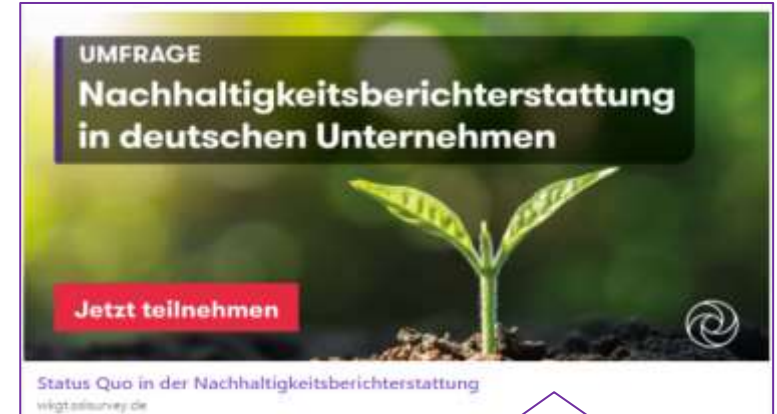 UMFRAGE
Nachhaltigkeitsberichterstattung
in deutschen Unternehmen
Jetzt teilnehmen
Status Quo in der Nachhaltigkeitsberichterstattung